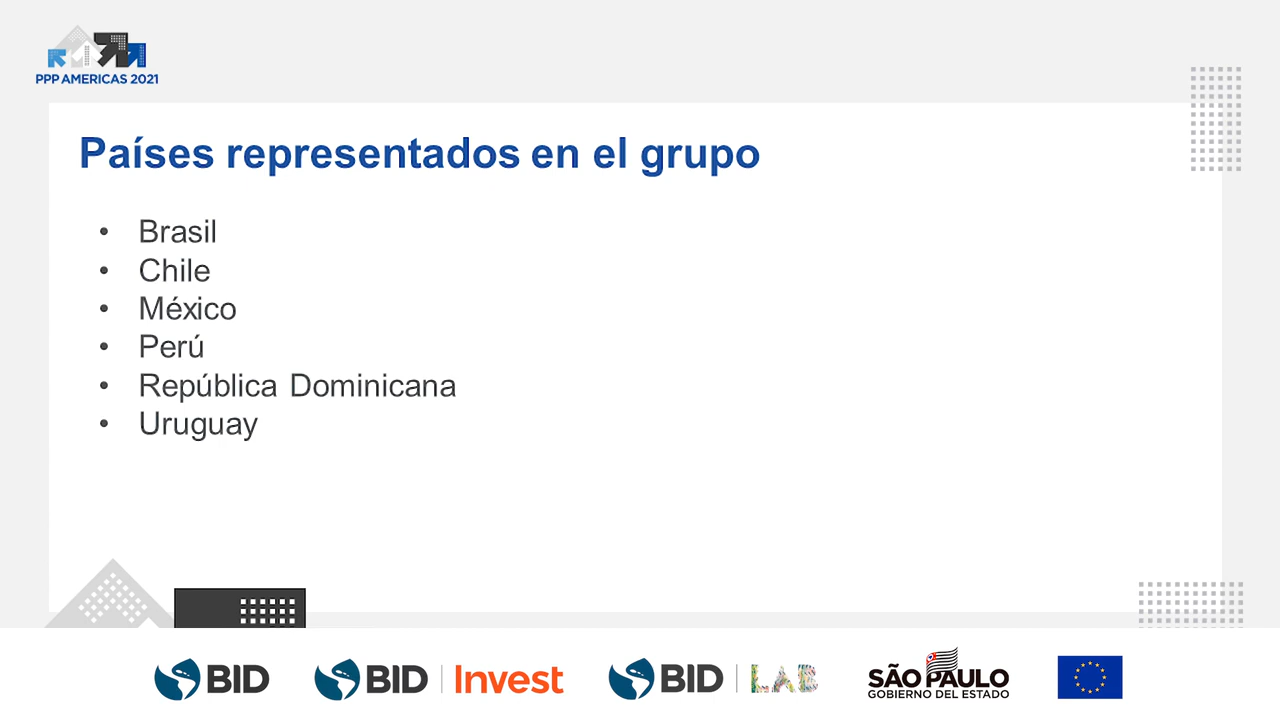 PPP AMERICAS 2021
Países representados en el grupo
• Brasil
• Chile
• México
• Perú
• República Dominicana
• Uruguay
BID
BID | Invest
BID | LAB
SÃO PAULO
GOBIERNO DEL ESTADO